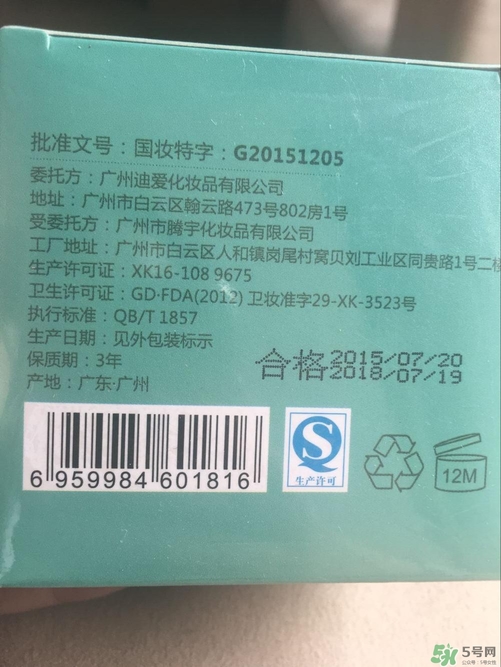 批准文号：国妆特字：G20151205
委托方：广州迪爱化妆品有限公司
地址：广州市白云区翰云路473号802房1号
受委托方：广州市腾宇化妆品有限公司
工厂地址：广州市白云区人和镇岗尾村窝贝刘工业区同贵路1号二楼
生产许可证：XK16-108 9675
卫生许可证：GD·FDA(2012) 卫妆准字29-XK-3523号
执行标准：QB/T 1857
生产日期：见外包装标示
保质期：3年
产地：广东·广州
合格 2015/07/20
2018/07/19
6 959984 601816
生产许可
12M
5号网
公众号：5号女性